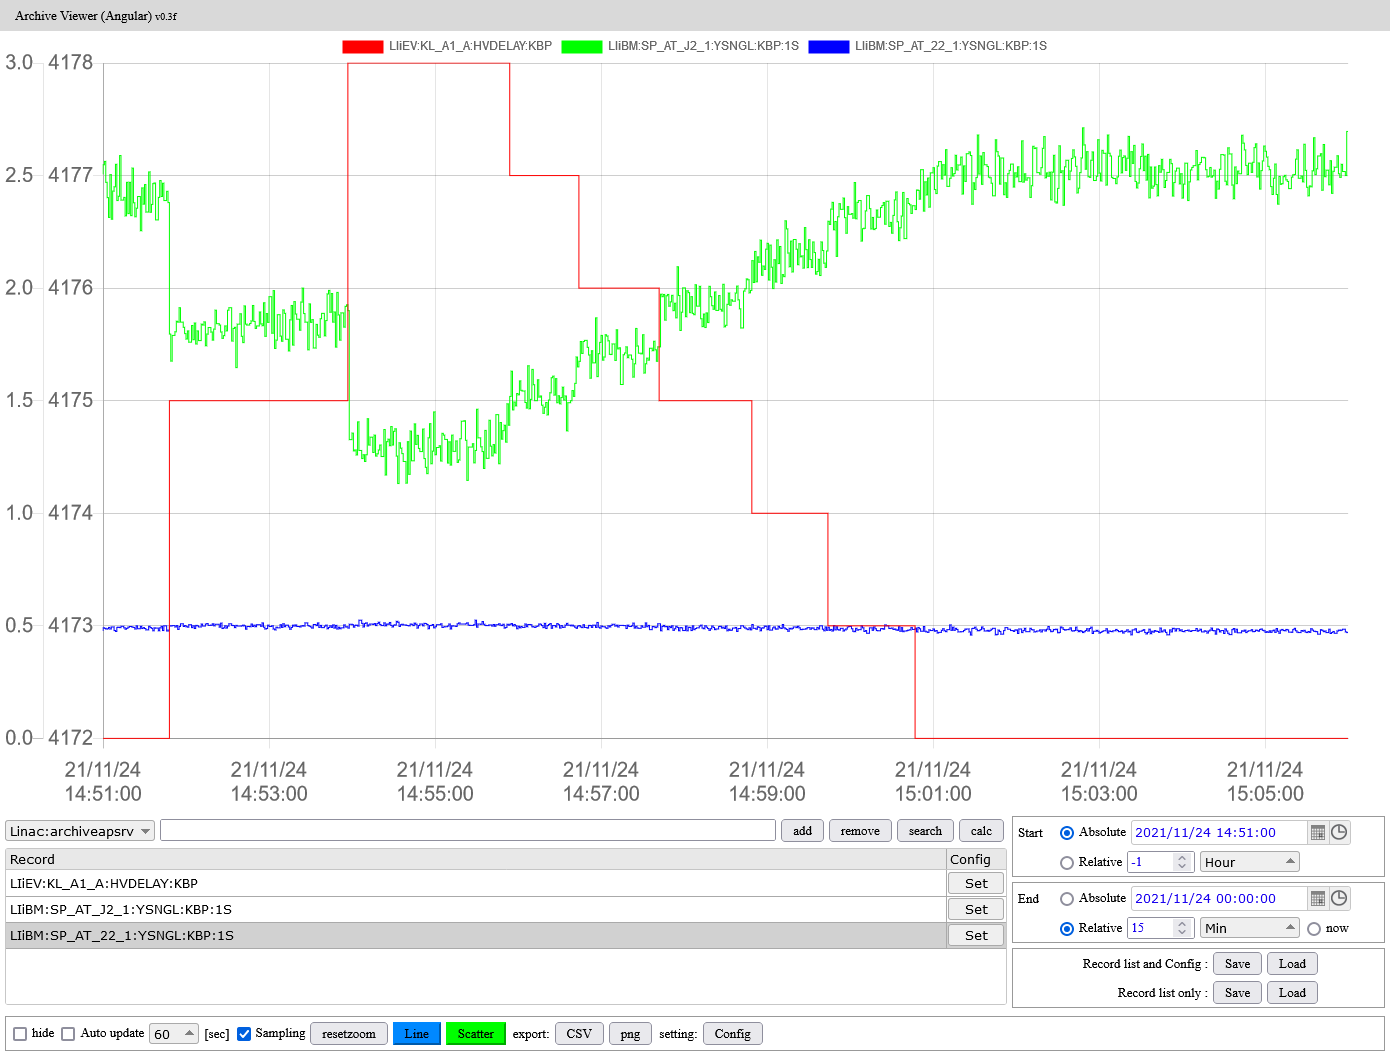 Archive Viewer (Angular) v0.3f
LIiEV:KL_A1_A:HVDELAY:KBP LIiBM:SP_AT_J2_1:YSNGL:KBP:1S LIiBM:SP_AT_22_1:YSNGL:KBP:1S
3.0 4178
2.5 4177
2.0 4176
1.5 4175
1.0 4174
0.5 4173
0.0 4172
21/11/24 21/11/24 21/11/24 21/11/24 21/11/24 21/11/24 21/11/24 21/11/24
14:51:00 14:53:00 14:55:00 14:57:00 14:59:00 15:01:00 15:03:00 15:05:00
Linac:archiveapsrv add remove search calc
Record Config
LIiEV:KL_A1_A:HVDELAY:KBP Set
LIiBM:SP_AT_J2_1:YSNGL:KBP:1S Set
LIiBM:SP_AT_22_1:YSNGL:KBP:1S Set
Start Absolute 2021/11/24 14:51:00
Relative -1 Hour
End Absolute 2021/11/24 00:00:00
Relative 15 Min now
Record list and Config : Save Load
Record list only : Save Load
hide Auto update 60 [sec] Sampling resetzoom Line Scatter export: CSV png setting: Config